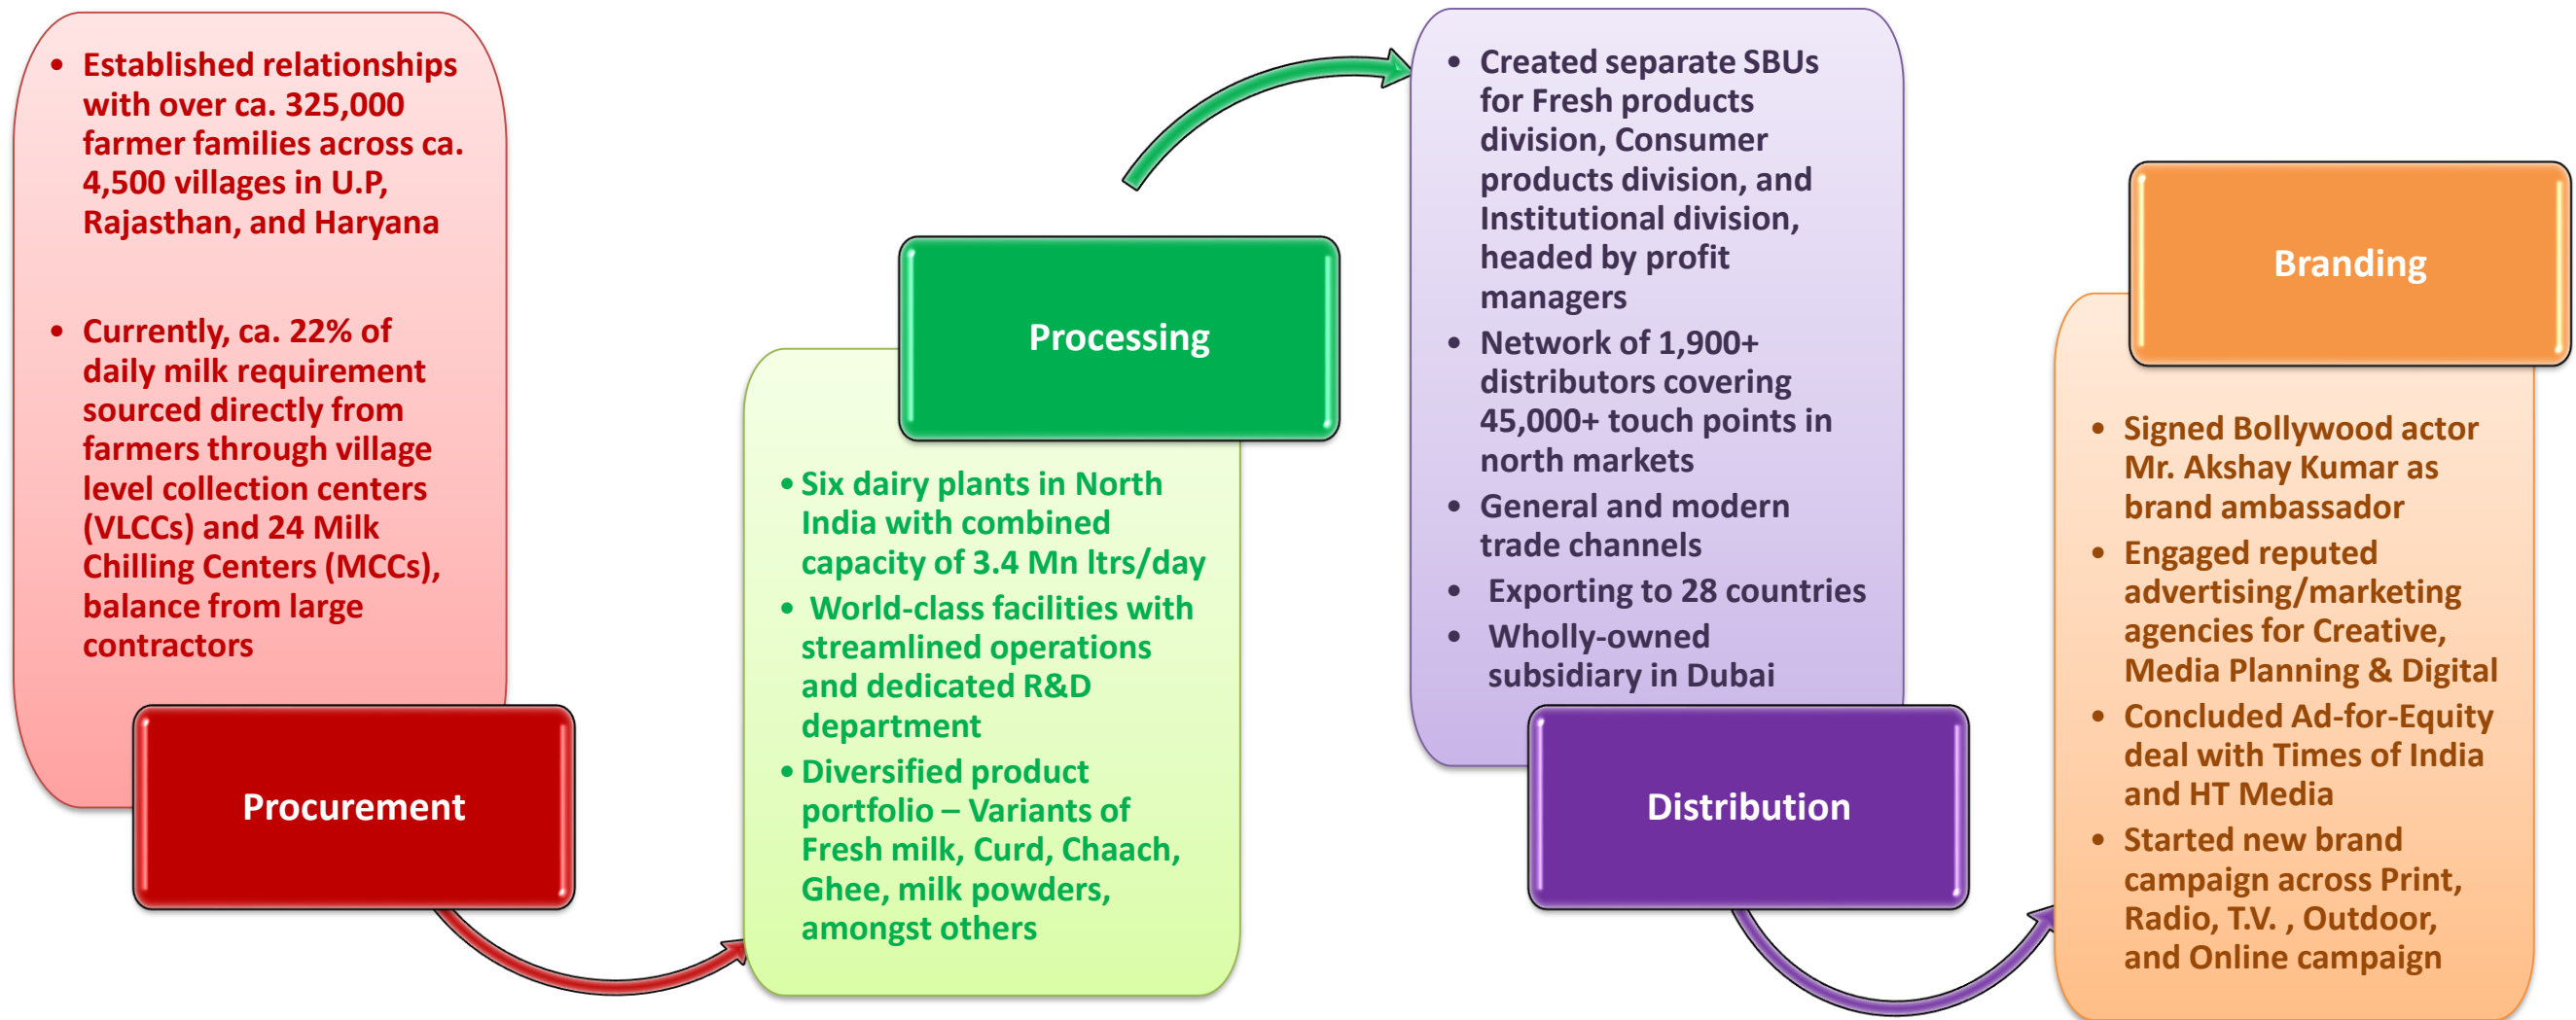 • Established relationships
with over ca. 325,000
farmer families across ca.
4,500 villages in U.P,
Rajasthan, and Haryana
• Currently, ca. 22% of
daily milk requirement
sourced directly from
farmers through village
level collection centers
(VLCCs) and 24 Milk
Chilling Centers (MCCs),
balance from large
contractors
Procurement
Processing
• Six dairy plants in North
India with combined
capacity of 3.4 Mn ltrs/day
• World-class facilities with
streamlined operations
and dedicated R&D
department
• Diversified product
portfolio – Variants of
Fresh milk, Curd, Chaach,
Ghee, milk powders,
amongst others
• Created separate SBUs
for Fresh products
division, Consumer
products division, and
Institutional division,
headed by profit
managers
• Network of 1,900+
distributors covering
45,000+ touch points in
north markets
• General and modern
trade channels
• Exporting to 28 countries
• Wholly-owned
subsidiary in Dubai
Distribution
Branding
• Signed Bollywood actor
Mr. Akshay Kumar as
brand ambassador
• Engaged reputed
advertising/marketing
agencies for Creative,
Media Planning & Digital
• Concluded Ad-for-Equity
deal with Times of India
and HT Media
• Started new brand
campaign across Print,
Radio, T.V. , Outdoor,
and Online campaign